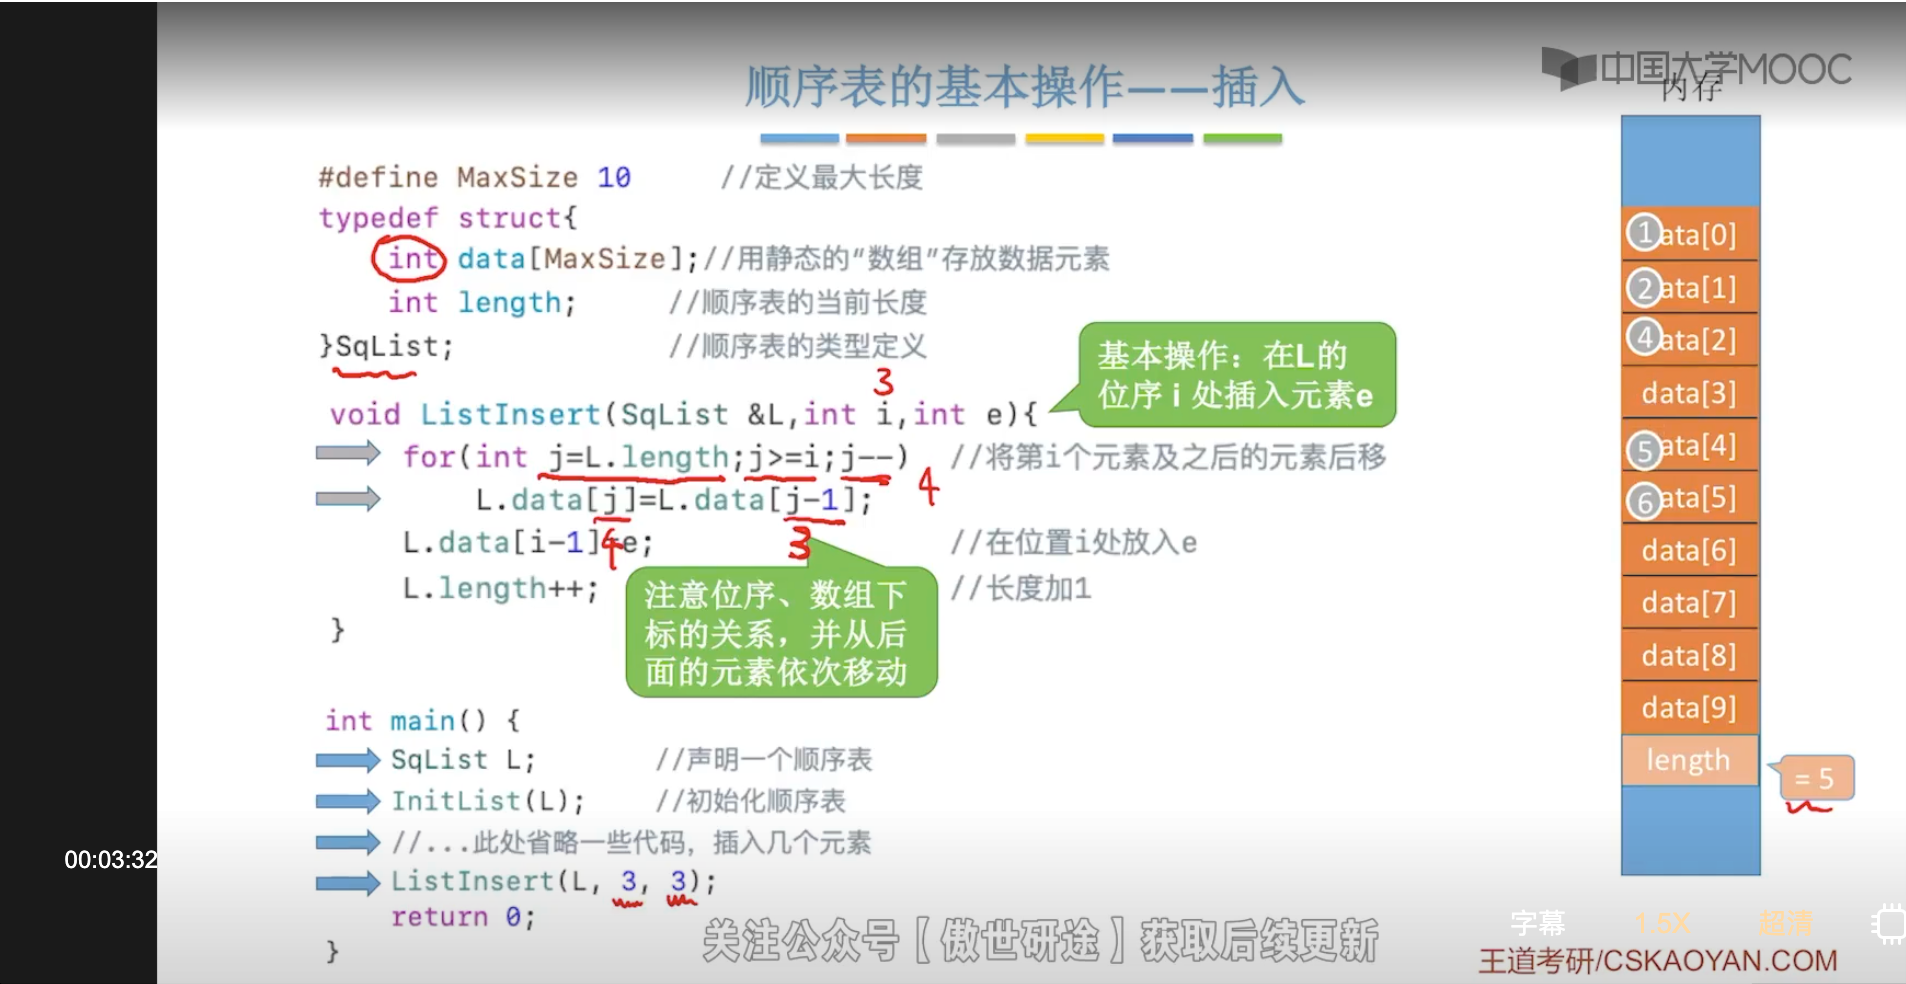 中国大学MOOC
顺序表的基本操作——插入
内存
#define MaxSize 10 //定义最大长度
typedef struct{
int data[MaxSize];//用静态的“数组”存放数据元素
int length; //顺序表的当前长度
}SqList; //顺序表的类型定义
基本操作：在L的
位序 i 处插入元素e
3
void ListInsert(SqList &L,int i,int e){
for(int j=L.length;j>=i;j--) //将第i个元素及之后的元素后移
4
L.data[j]=L.data[j-1];
4
3
L.data[i-1]=e; //在位置i处放入e
L.length++; //长度加1
}
注意位序、数组下
标的关系，并从后
面的元素依次移动
int main() {
SqList L; //声明一个顺序表
InitList(L); //初始化顺序表
//...此处省略一些代码，插入几个元素
ListInsert(L, 3, 3);
return 0;
}
1 ata[0]
2 ata[1]
4 ata[2]
data[3]
5 ata[4]
6 ata[5]
data[6]
data[7]
data[8]
data[9]
length
= 5
00:03:32
字幕 1.5X 超清
关注公众号【傲世研途】获取后续更新
王道考研/CSKAOYAN.COM